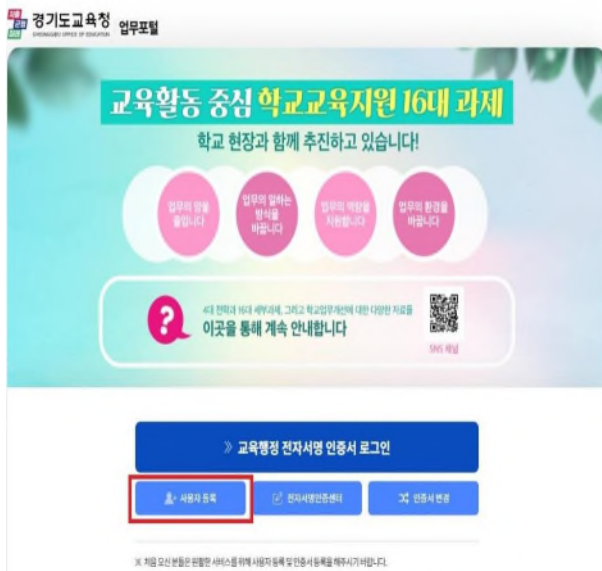 경기도교육청 업무포털
교육활동 중심 학교교육지원 16대 과제
학교 현장과 함께 추진하고 있습니다!
업무의 양을
줄입니다
업무의 일하는
방식을
바꿉니다
업무의 역량을
지원합니다
업무의 환경을
바꿉니다
?
4대 전략과 16대 세부과제, 그리고 학교업무개선에 대한 다양한 자료들
이곳을 통해 계속 안내합니다
SNS 채널
》 교육행정 전자서명 인증서 로그인
사용자 등록
전자서명인증센터
인증서 변경
※ 처음 오신 분들은 원활한 서비스를 위해 사용자 등록 및 인증서 등록을 해주시기 바랍니다.